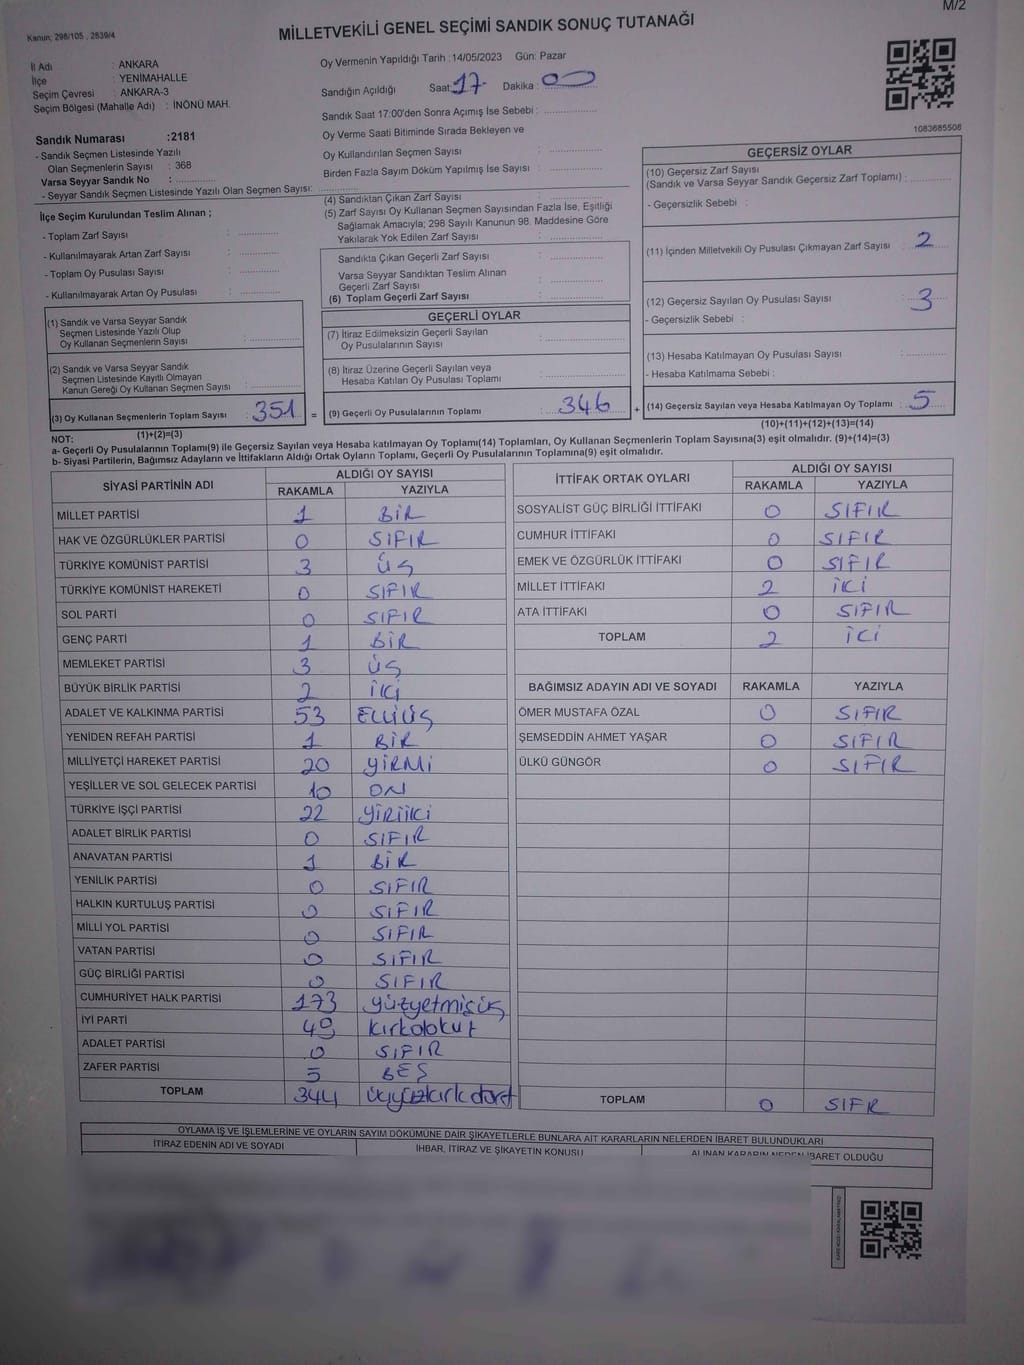 M/2
Kanun: 298/105, 2839/4
MİLLETVEKİLİ GENEL SEÇİMİ SANDIK SONUÇ TUTANAĞI
İl Adı : ANKARA
İlçe : YENİMAHALLE
Seçim Çevresi : ANKARA-3
Seçim Bölgesi (Mahalle Adı) : İNÖNÜ MAH.
Oy Vermenin Yapıldığı Tarih : 14/05/2023 Gün: Pazar
Sandığın Açıldığı Saat : 17 Dakika : 00
Sandık Saat 17:00'den Sonra Açımış İse Sebebi :
Oy Verme Saati Bitiminde Sırada Bekleyen ve
Oy Kullandırılan Seçmen Sayısı :
Birden Fazla Sayım Döküm Yapılmış İse Sayısı :
1083685508
Sandık Numarası :2181
- Sandık Seçmen Listesinde Yazılı
Olan Seçmenlerin Sayısı : 368
Varsa Seyyar Sandık No :
- Seyyar Sandık Seçmen Listesinde Yazılı Olan Seçmen Sayısı:
İlçe Seçim Kurulundan Teslim Alınan ;
- Toplam Zarf Sayısı :
- Kullanılmayarak Artan Zarf Sayısı :
- Toplam Oy Pusulası Sayısı :
- Kullanılmayarak Artan Oy Pusulası :
(4) Sandıktan Çıkan Zarf Sayısı :
(5) Zarf Sayısı Oy Kullanan Seçmen Sayısından Fazla İse, Eşitliği
Sağlamak Amacıyla; 298 Sayılı Kanunun 98. Maddesine Göre
Yakılarak Yok Edilen Zarf Sayısı :
Sandıkta Çıkan Geçerli Zarf Sayısı :
Varsa Seyyar Sandıktan Teslim Alınan
Geçerli Zarf Sayısı :
(6) Toplam Geçerli Zarf Sayısı :
GEÇERSİZ OYLAR
(10) Geçersiz Zarf Sayısı
(Sandık ve Varsa Seyyar Sandık Geçersiz Zarf Toplamı) :
- Geçersizlik Sebebi :
(11) İçinden Milletvekili Oy Pusulası Çıkmayan Zarf Sayısı : 2
(12) Geçersiz Sayılan Oy Pusulası Sayısı : 3
- Geçersizlik Sebebi :
(13) Hesaba Katılmayan Oy Pusulası Sayısı :
- Hesaba Katılmama Sebebi :
(14) Geçersiz Sayılan veya Hesaba Katılmayan Oy Toplamı : 5
(10)+(11)+(12)+(13)=(14)
(1) Sandık ve Varsa Seyyar Sandık
Seçmen Listesinde Yazılı Olup
Oy Kullanan Seçmenlerin Sayısı :
(2) Sandık ve Varsa Seyyar Sandık
Seçmen Listesinde Kayıtlı Olmayan
Kanun Gereği Oy Kullanan Seçmen Sayısı :
(3) Oy Kullanan Seçmenlerin Toplam Sayısı : 351 =
(1)+(2)=(3)
GEÇERLİ OYLAR
(7) İtiraz Edilmeksizin Geçerli Sayılan
Oy Pusulalarının Sayısı :
(8) İtiraz Üzerine Geçerli Sayılan veya
Hesaba Katılan Oy Pusulası Toplamı :
(9) Geçerli Oy Pusulalarının Toplamı : 346 +
NOT:
a- Geçerli Oy Pusulalarının Toplamı(9) ile Geçersiz Sayılan veya Hesaba katılmayan Oy Toplamı(14) Toplamları, Oy Kullanan Seçmenlerin Toplam Sayısına(3) eşit olmalıdır. (9)+(14)=(3)
b- Siyasi Partilerin, Bağımsız Adayların ve İttifakların Aldığı Ortak Oyların Toplamı, Geçerli Oy Pusulalarının Toplamına(9) eşit olmalıdır.
SİYASİ PARTİNİN ADI ALDIĞI OY SAYISI
RAKAMLA YAZIYLA
MİLLET PARTİSİ 1 BİR
HAK VE ÖZGÜRLÜKLER PARTİSİ 0 SIFIR
TÜRKİYE KOMÜNİST PARTİSİ 3 ÜÇ
TÜRKİYE KOMÜNİST HAREKETİ 0 SIFIR
SOL PARTİ 0 SIFIR
GENÇ PARTİ 1 BİR
MEMLEKET PARTİSİ 3 ÜÇ
BÜYÜK BİRLİK PARTİSİ 2 İKİ
ADALET VE KALKINMA PARTİSİ 53 ELLİÜÇ
YENİDEN REFAH PARTİSİ 1 BİR
MİLLİYETÇİ HAREKET PARTİSİ 20 YİRMİ
YEŞİLLER VE SOL GELECEK PARTİSİ 10 ON
TÜRKİYE İŞÇİ PARTİSİ 22
ADALET BİRLİK PARTİSİ 0 SIFIR
ANAVATAN PARTİSİ 1 BİR
YENİLİK PARTİSİ 0 SIFIR
HALKIN KURTULUŞ PARTİSİ 0 SIFIR
MİLLİ YOL PARTİSİ 0 SIFIR
VATAN PARTİSİ 0 SIFIR
GÜÇ BİRLİĞİ PARTİSİ 0 SIFIR
CUMHURİYET HALK PARTİSİ 173 yüzyetmişüç
İYİ PARTİ 49
ADALET PARTİSİ 0 SIFIR
ZAFER PARTİSİ 5 BEŞ
TOPLAM 344 üçyüzkırkdört
İTTİFAK ORTAK OYLARI ALDIĞI OY SAYISI
RAKAMLA YAZIYLA
SOSYALİST GÜÇ BİRLİĞİ İTTİFAKI 0 SIFIR
CUMHUR İTTİFAKI 0 SIFIR
EMEK VE ÖZGÜRLÜK İTTİFAKI 0 SIFIR
MİLLET İTTİFAKI 2 İKİ
ATA İTTİFAKI 0 SIFIR
TOPLAM 2 İKİ
BAĞIMSIZ ADAYIN ADI VE SOYADI RAKAMLA YAZIYLA
ÖMER MUSTAFA ÖZAL 0 SIFIR
ŞEMSEDDİN AHMET YAŞAR 0 SIFIR
ÜLKÜ GÜNGÖR 0 SIFIR
TOPLAM 0 SIFR
OYLAMA İŞ VE İŞLEMLERİNE VE OYLARIN SAYIM DÖKÜMÜNE DAİR ŞİKAYETLERLE BUNLARA AİT KARARLARIN NELERDEN İBARET BULUNDUKLARI
İTİRAZ EDENİN ADI VE SOYADI İHBAR, İTİRAZ VE ŞİKAYETİN KONUSU ALINAN KARARIN NEDEN İBARET OLDUĞU